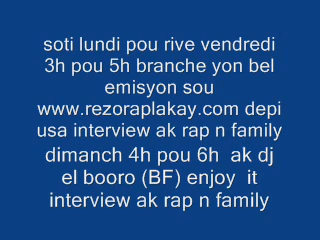 soti lundi pou rive vendredi
3h pou 5h branche yon bel
emisyon sou
www.rezoraplakay.com depi
usa interview ak rap n family
dimanch 4h pou 6h  ak dj
el booro (BF) enjoy  it
interview ak rap n family